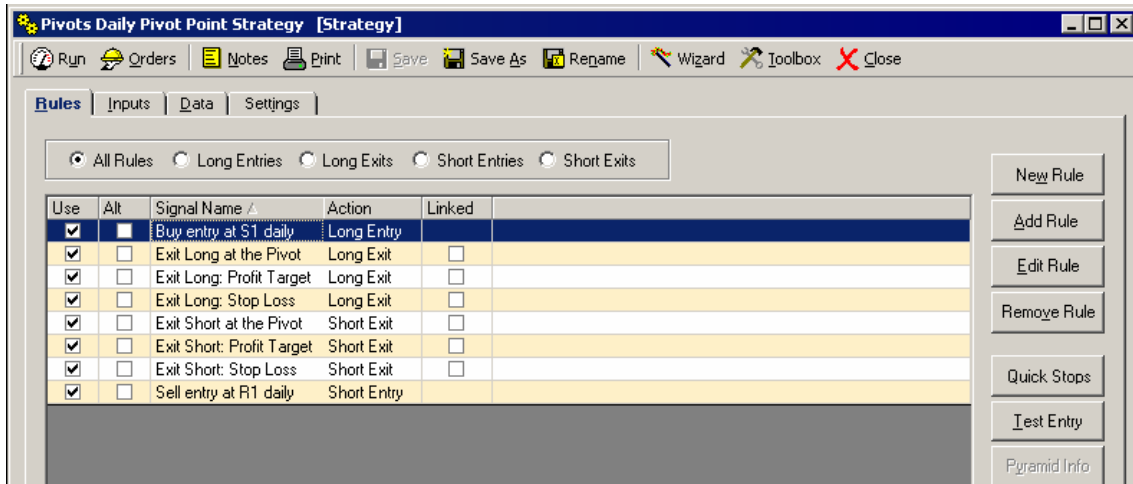 Pivots Daily Pivot Point Strategy [Strategy]
Run Orders Notes Print Save Save As Rename Wizard Toolbox Close
Rules Inputs Data Settings
All Rules Long Entries Long Exits Short Entries Short Exits
New Rule
Use Alt Signal Name Action Linked
Buy entry at S1 daily Long Entry
Add Rule
Exit Long at the Pivot Long Exit
Exit Long: Profit Target Long Exit
Edit Rule
Exit Long: Stop Loss Long Exit
Remove Rule
Exit Short at the Pivot Short Exit
Exit Short: Profit Target Short Exit
Exit Short: Stop Loss Short Exit
Quick Stops
Sell entry at R1 daily Short Entry
Test Entry
Pyramid Info